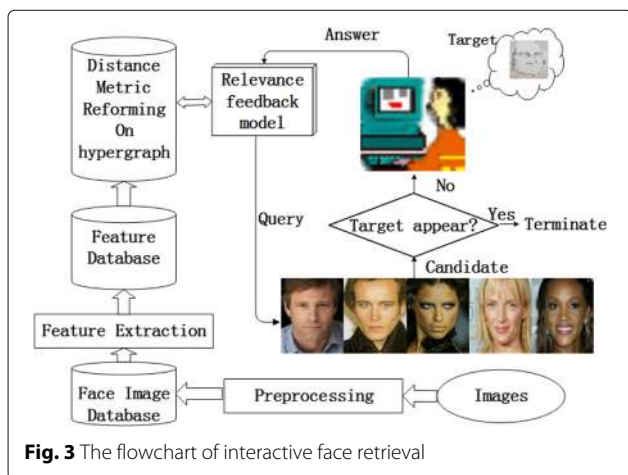 Answer
Target
Distance
Metric
Reforming
On
hypergraph
Relevance
feedback
model
No
Query
Target appear?
Yes
Terminate
Feature
Database
Candidate
Feature Extraction
Face Image
Database
Preprocessing
Images
Fig. 3 The flowchart of interactive face retrieval